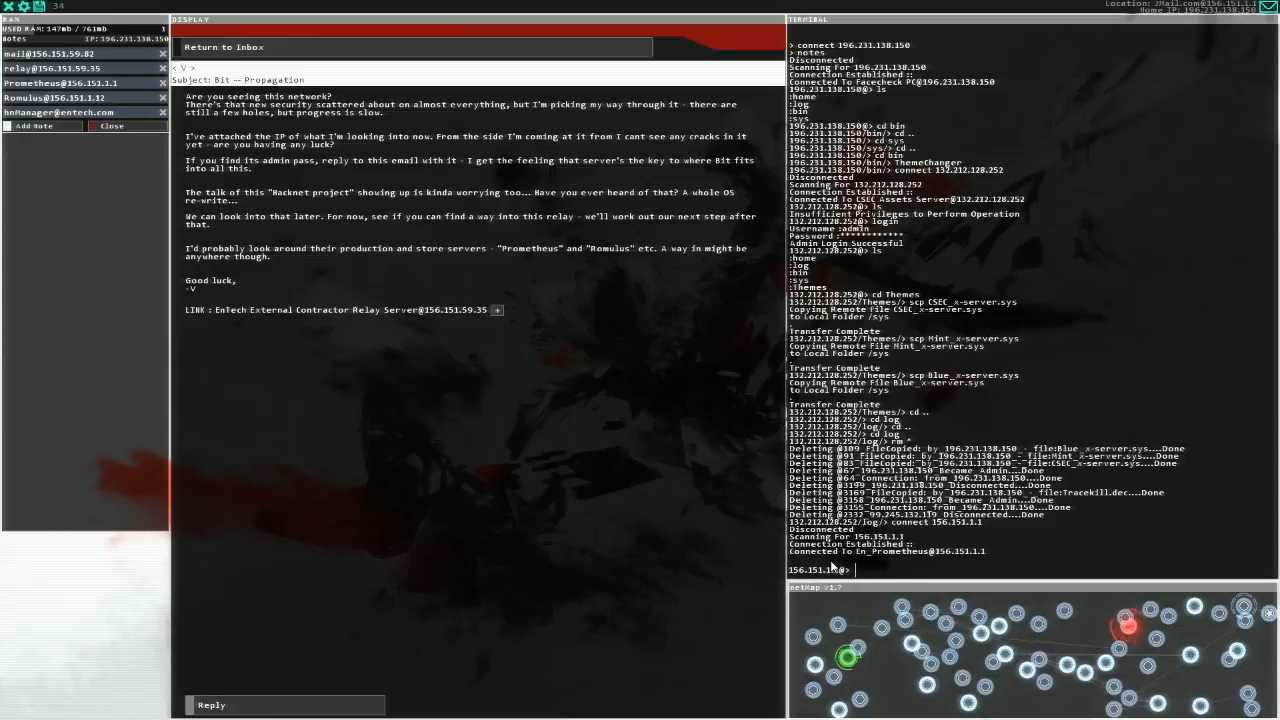 34
Location: JMail.com@156.151.1.1
Home IP: 196.231.138.150
RAM
USED RAM: 147mb / 761mb 1
notes IP: 196.231.138.150
mail@156.151.59.82
relay@156.151.59.35
Prometheus@156.151.1.1
Romulus@156.151.1.12
hnManager@entech.com
Add Note
Close
DISPLAY
Return to Inbox
< V >
Subject: Bit -- Propagation
Are you seeing this network?
There's that new security scattered about on almost everything, but I'm picking my way through it - there are
still a few holes, but progress is slow.
I've attached the IP of what I'm looking into now. From the side I'm coming at it from I cant see any cracks in it
yet - are you having any luck?
If you find its admin pass, reply to this email with it - I get the feeling that server's the key to where Bit fits
into all this.
The talk of this "Hacknet project" showing up is kinda worrying too... Have you ever heard of that? A whole OS
re-write...
We can look into that later. For now, see if you can find a way into this relay - we'll work out our next step after
that.
I'd probably look around their production and store servers - "Prometheus" and "Romulus" etc. A way in might be
anywhere though.
Good luck,
-V
LINK : EnTech External Contractor Relay Server@156.151.59.35 +
Reply
TERMINAL
> connect 196.231.138.150
> notes
Disconnected
Scanning For 196.231.138.150
Connection Established ::
Connected To Facecheck PC@196.231.138.150
196.231.138.150@> ls
:home
:log
:bin
:sys
196.231.138.150@> cd bin
196.231.138.150/bin/> cd ..
196.231.138.150@> cd sys
196.231.138.150/sys/> cd ..
196.231.138.150@> cd bin
196.231.138.150/bin/> ThemeChanger
196.231.138.150/bin/> connect 132.212.128.252
Disconnected
Scanning For 132.212.128.252
Connection Established ::
Connected To CSEC Assets Server@132.212.128.252
132.212.128.252@> ls
Insufficient Privileges to Perform Operation
132.212.128.252@> login
Username :admin
Password :************
Admin Login Successful
132.212.128.252@> ls
:home
:log
:bin
:sys
:Themes
132.212.128.252@> cd Themes
132.212.128.252/Themes/> scp CSEC_x-server.sys
Copying Remote File CSEC_x-server.sys
to Local Folder /sys
.
Transfer Complete
132.212.128.252/Themes/> scp Mint_x-server.sys
Copying Remote File Mint_x-server.sys
to Local Folder /sys
.
Transfer Complete
132.212.128.252/Themes/> scp Blue_x-server.sys
Copying Remote File Blue_x-server.sys
to Local Folder /sys
.
Transfer Complete
132.212.128.252/Themes/> cd ..
132.212.128.252@> cd log
132.212.128.252/log/> cd ..
132.212.128.252@> cd log
132.212.128.252/log/> rm *
Deleting @109_FileCopied:_by_196.231.138.150_-_file:Blue_x-server.sys....Done
Deleting @91_FileCopied:_by_196.231.138.150_-_file:Mint_x-server.sys....Done
Deleting @83_FileCopied:_by_196.231.138.150_-_file:CSEC_x-server.sys....Done
Deleting @67_196.231.138.150_Became_Admin....Done
Deleting @64_Connection:_from_196.231.138.150....Done
Deleting @3199_196.231.138.150_Disconnected....Done
Deleting @3169_FileCopied:_by_196.231.138.150_-_file:Tracekill.dec....Done
Deleting @3158_196.231.138.150_Became_Admin....Done
Deleting @3155_Connection:_from_196.231.138.150....Done
Deleting @2332_99.245.132.119_Disconnected....Done
132.212.128.252/log/> connect 156.151.1.1
Disconnected
Scanning For 156.151.1.1
Connection Established ::
Connected To En_Prometheus@156.151.1.1
156.151.1.1@>
netMap v1.7